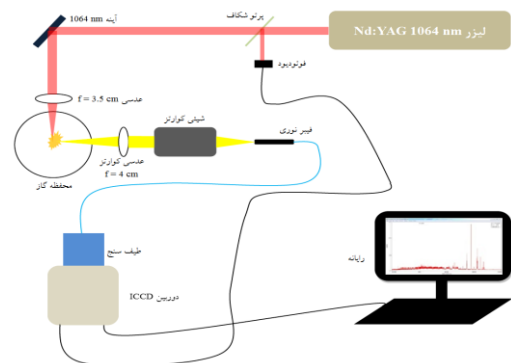 آینه 1064 nm
پرتو شکاف
لیزر Nd:YAG 1064 nm
فوتودیود
عدسی f = 3.5 cm
شیئی کوارتز
فیبر نوری
عدسی کوارتز
f = 4 cm
محفظه گاز
طیف سنج
رایانه
دوربین ICCD